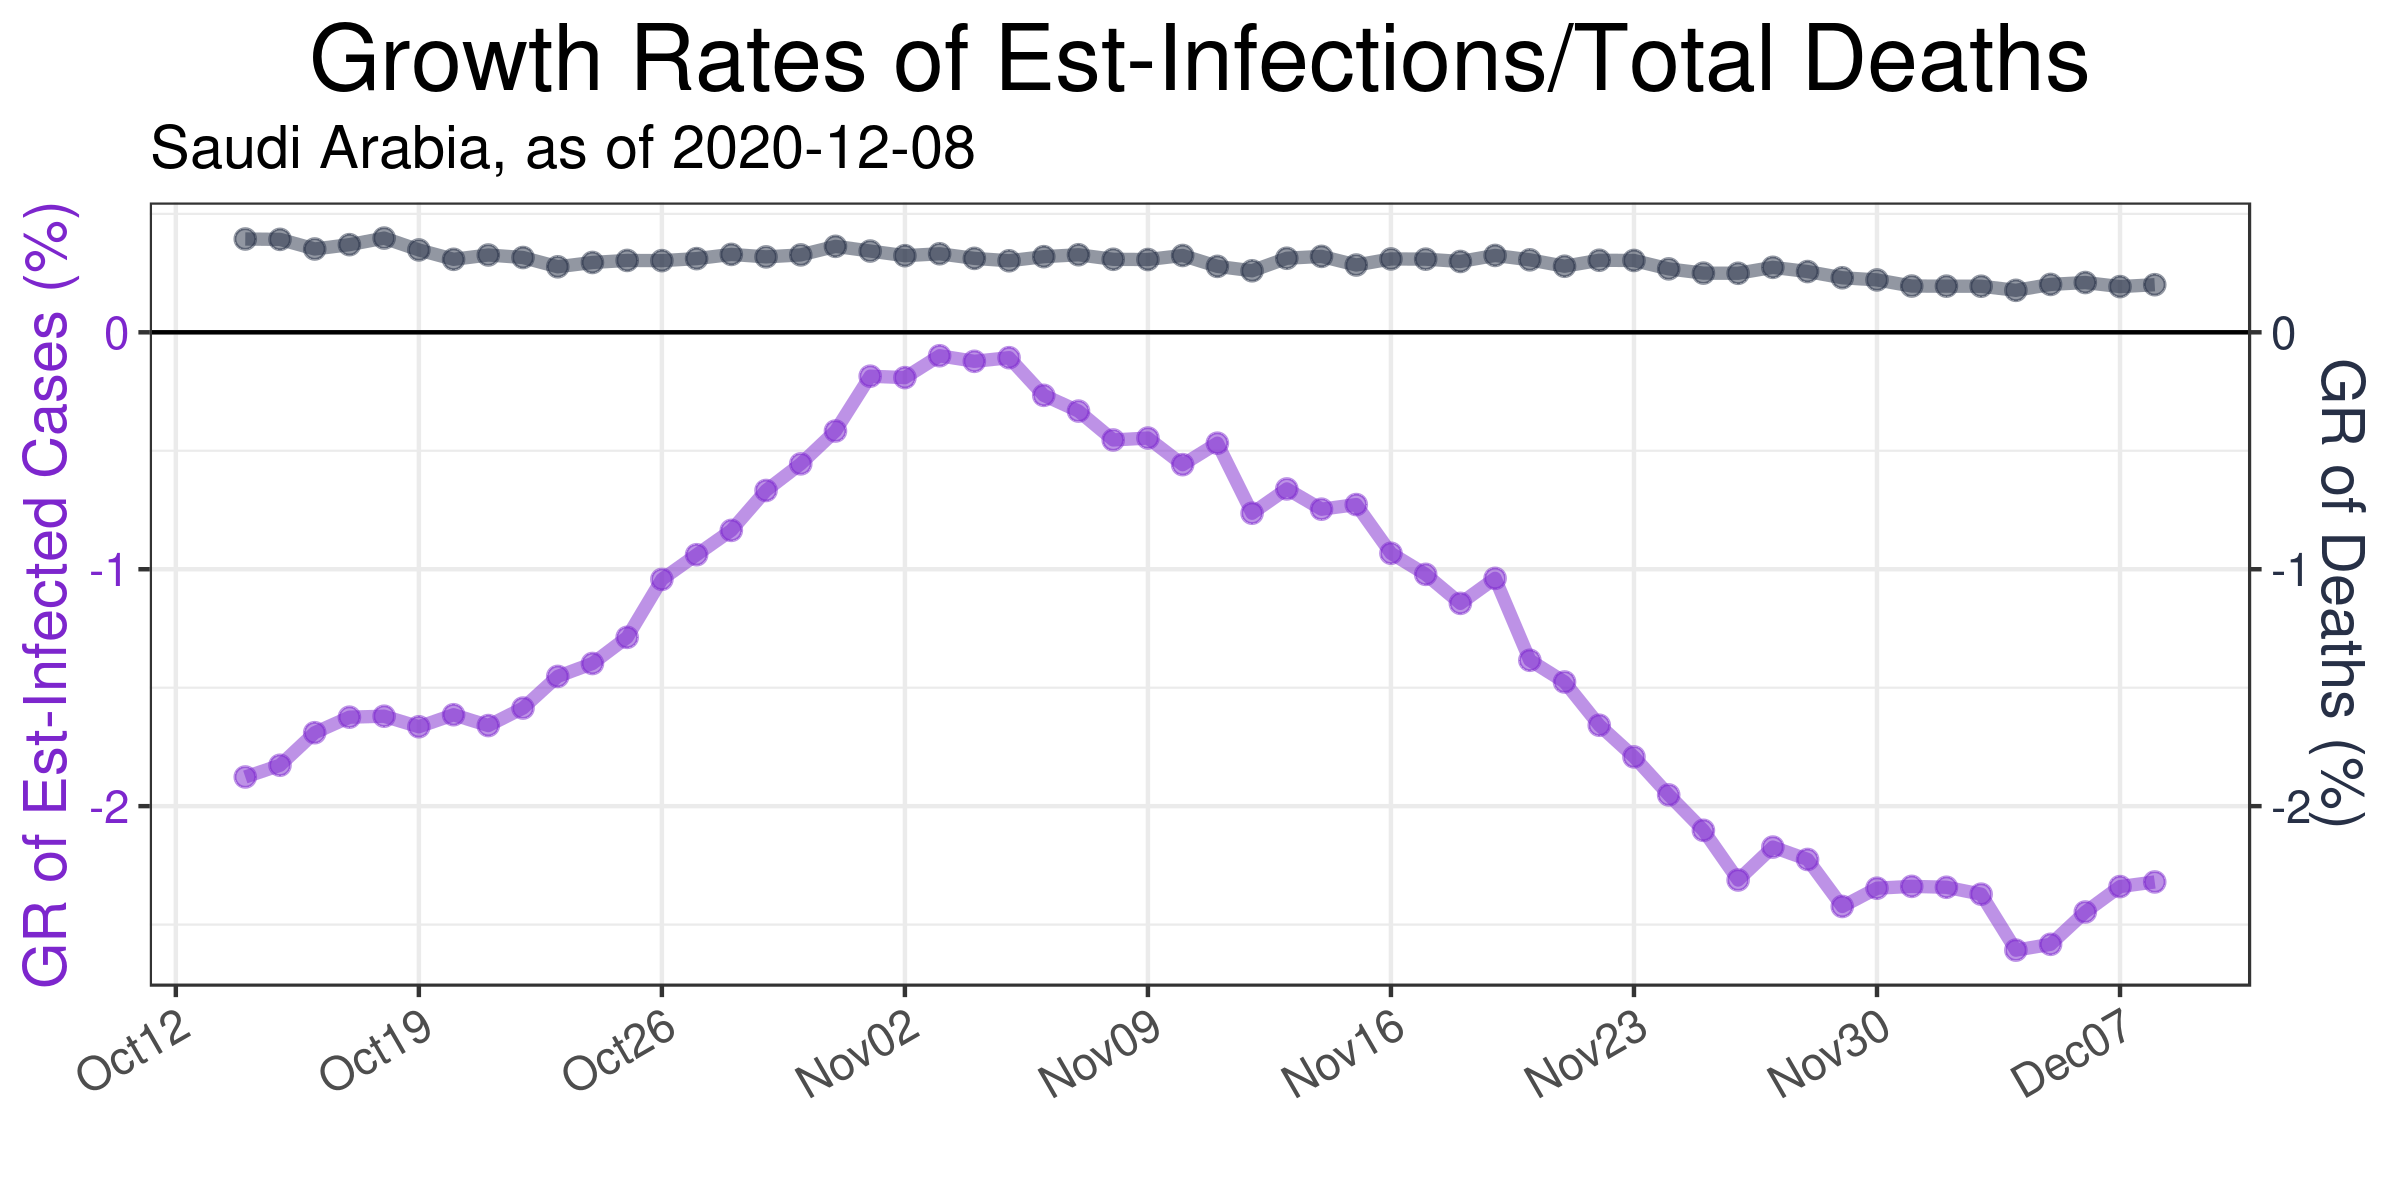 Growth Rates of Est-Infections/Total Deaths
Saudi Arabia, as of 2020-12-08
GR of Est-Infected Cases (%)
0
-1
-2
0
-1
-2
GR of Deaths (%)
Oct12
Oct19
Oct26
Nov02
Nov09
Nov16
Nov23
Nov30
Dec07